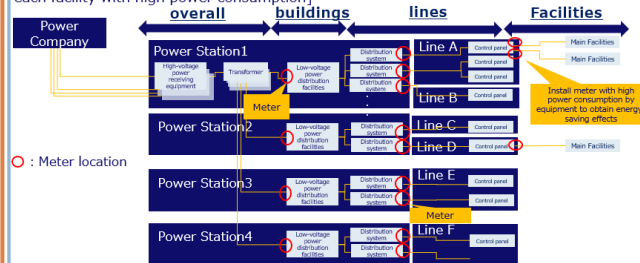 each facility with high power consumption]
overall
buildings
lines
Facilities
Power
Company
Power Station1
High-voltage
power
receiving
equipment
Transformer
Low-voltage
power
distribution
facilities
Distribution
system
Distribution
system
Distribution
system
Line A
Control panel
Control panel
Control panel
Line B
Control panel
Main Facilities
Main Facilities
Meter
Install meter with high
power consumption by
equipment to obtain energy
saving effects
Power Station2
Low-voltage
power
distribution
facilities
Distribution
system
Distribution
system
Line C
Control panel
Line D
Control panel
Main Facilities
: Meter location
Power Station3
Low-voltage
power
distribution
facilities
Distribution
system
Distribution
system
Line E
Control panel
Control panel
Meter
Power Station4
Low-voltage
power
distribution
facilities
Distribution
system
Distribution
system
Line F
Control panel